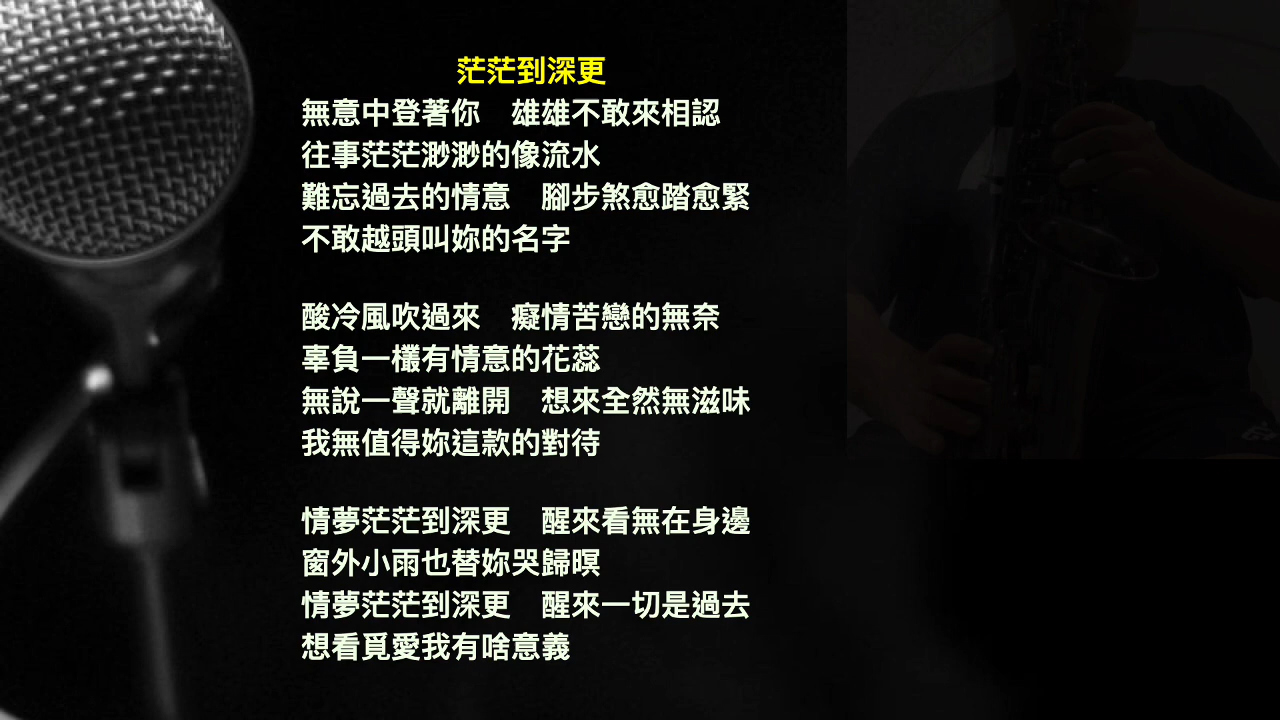 茫茫到深更
無意中登著你　雄雄不敢來相認
往事茫茫渺渺的像流水
難忘過去的情意　腳步煞愈踏愈緊
不敢越頭叫妳的名字
酸冷風吹過來　癡情苦戀的無奈
辜負一欉有情意的花蕊
無說一聲就離開　想來全然無滋味
我無值得妳這款的對待
情夢茫茫到深更　醒來看無在身邊
窗外小雨也替妳哭歸暝
情夢茫茫到深更　醒來一切是過去
想看覓愛我有啥意義